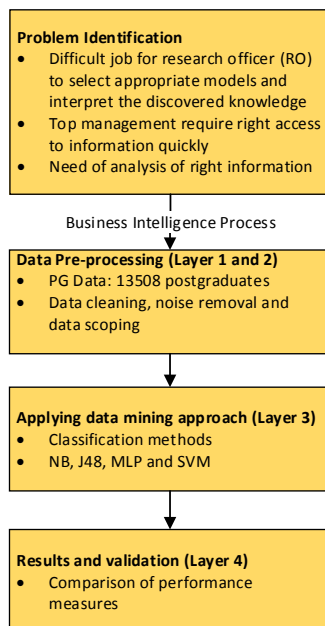 Problem Identification
• Difficult job for research officer (RO)
to select appropriate models and
interpret the discovered knowledge
• Top management require right access
to information quickly
• Need of analysis of right information
Business Intelligence Process
Data Pre-processing (Layer 1 and 2)
• PG Data: 13508 postgraduates
• Data cleaning, noise removal and
data scoping
Applying data mining approach (Layer 3)
• Classification methods
• NB, J48, MLP and SVM
Results and validation (Layer 4)
• Comparison of performance
measures